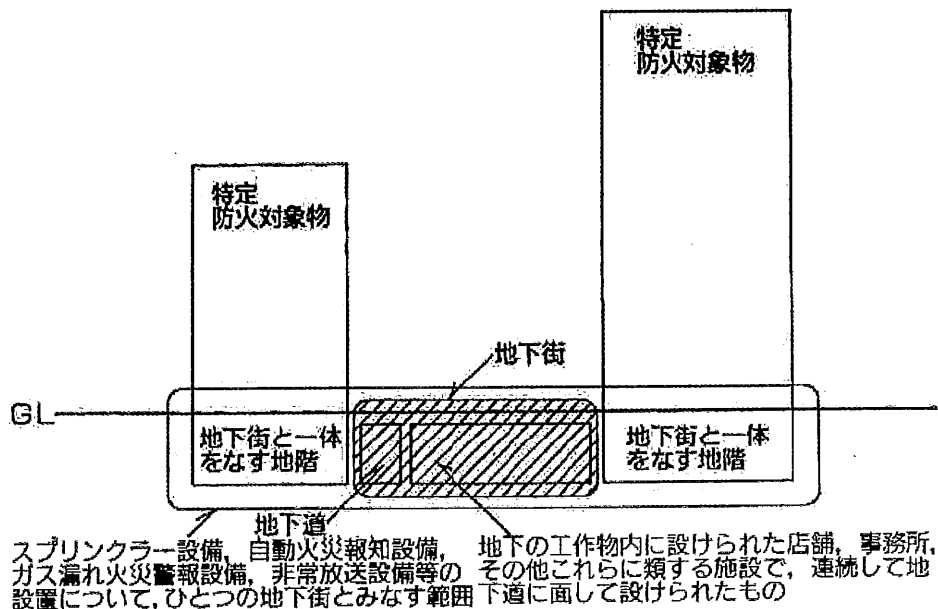 特定
防火対象物
特定
防火対象物
地下街
GL
地下街と一体
をなす地階
地下街と一体
をなす地階
地下道
スプリンクラー設備，自動火災報知設備，
ガス漏れ火災警報設備，非常放送設備等の
設置について，ひとつの地下街とみなす範囲
地下の工作物内に設けられた店舗，事務所，
その他これらに類する施設で，連続して地
下道に面して設けられたもの